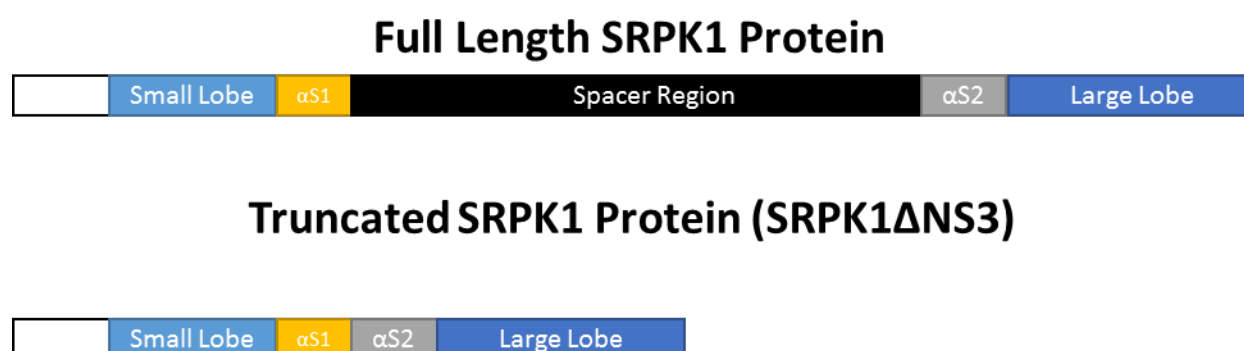 Full Length SRPK1 Protein
Small Lobe αS1 Spacer Region αS2 Large Lobe
Truncated SRPK1 Protein (SRPK1ΔNS3)
Small Lobe αS1 αS2 Large Lobe